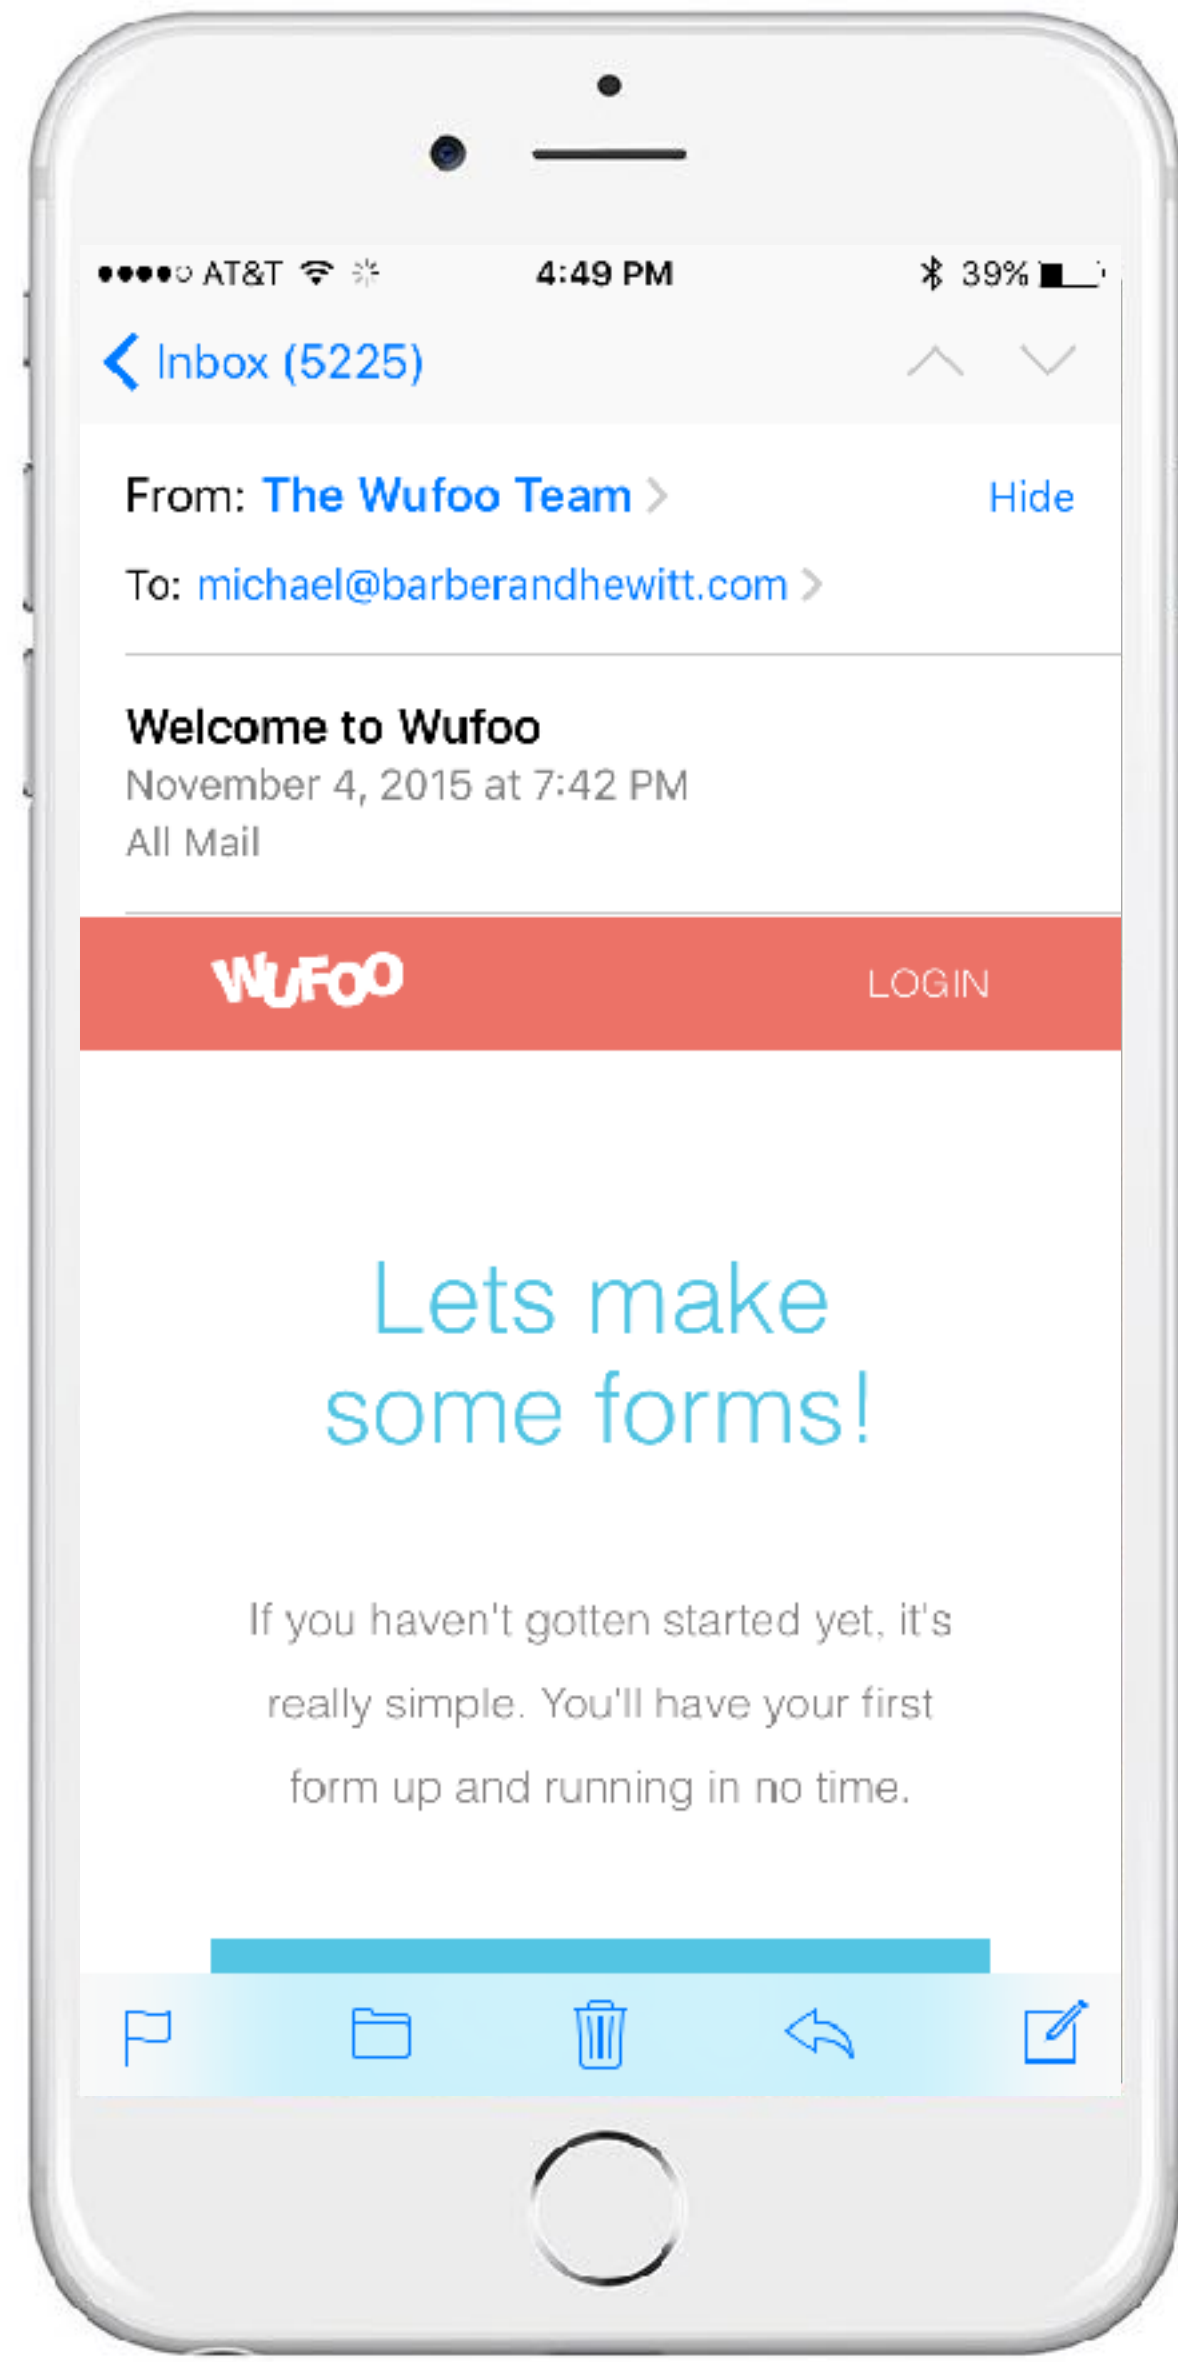 AT&T 4:49 PM 39%
Inbox (5225)
From: The Wufoo Team Hide
To: michael@barberandhewitt.com
Welcome to Wufoo
November 4, 2015 at 7:42 PM
All Mail
WUFOO LOGIN
Lets make
some forms!
If you haven't gotten started yet, it's
really simple. You'll have your first
form up and running in no time.